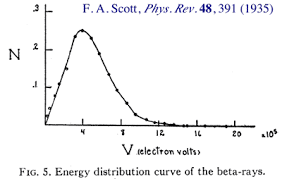 F. A. Scott, Phys. Rev. 48, 391 (1935)
.3
N
.2
.1
4 8 12 16 20 ×10⁵
V (electron volts)
FIG. 5. Energy distribution curve of the beta-rays.